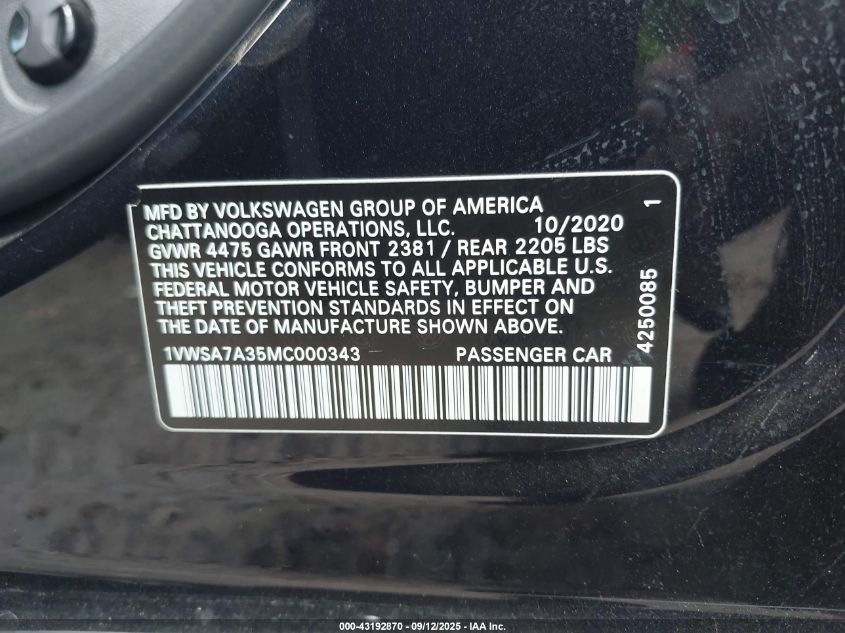 MFD BY VOLKSWAGEN GROUP OF AMERICA
CHATTANOOGA OPERATIONS, LLC. 10/2020 1
GVWR 4475 GAWR FRONT 2381 / REAR 2205 LBS
THIS VEHICLE CONFORMS TO ALL APPLICABLE U.S.
FEDERAL MOTOR VEHICLE SAFETY, BUMPER AND
THEFT PREVENTION STANDARDS IN EFFECT ON
THE DATE OF MANUFACTURE SHOWN ABOVE.
1VWSA7A35MC000343 PASSENGER CAR
4250085
000-43192870 - 09/12/2025 - IAA Inc.